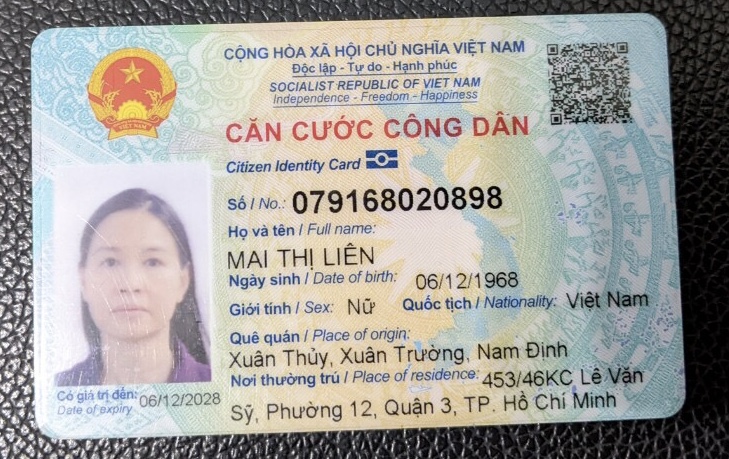 CỘNG HÒA XÃ HỘI CHỦ NGHĨA VIỆT NAM
Độc lập - Tự do - Hạnh phúc
SOCIALIST REPUBLIC OF VIET NAM
Independence - Freedom - Happiness
CĂN CƯỚC CÔNG DÂN
Citizen Identity Card
Số / No.: 079168020898
Họ và tên / Full name:
MAI THỊ LIÊN
Ngày sinh / Date of birth: 06/12/1968
Giới tính / Sex: Nữ Quốc tịch / Nationality: Việt Nam
Quê quán / Place of origin:
Xuân Thủy, Xuân Trường, Nam Định
Nơi thường trú / Place of residence: 453/46KC Lê Văn
Sỹ, Phường 12, Quận 3, TP. Hồ Chí Minh
Có giá trị đến: 06/12/2028
Date of expiry
VIỆT NAM